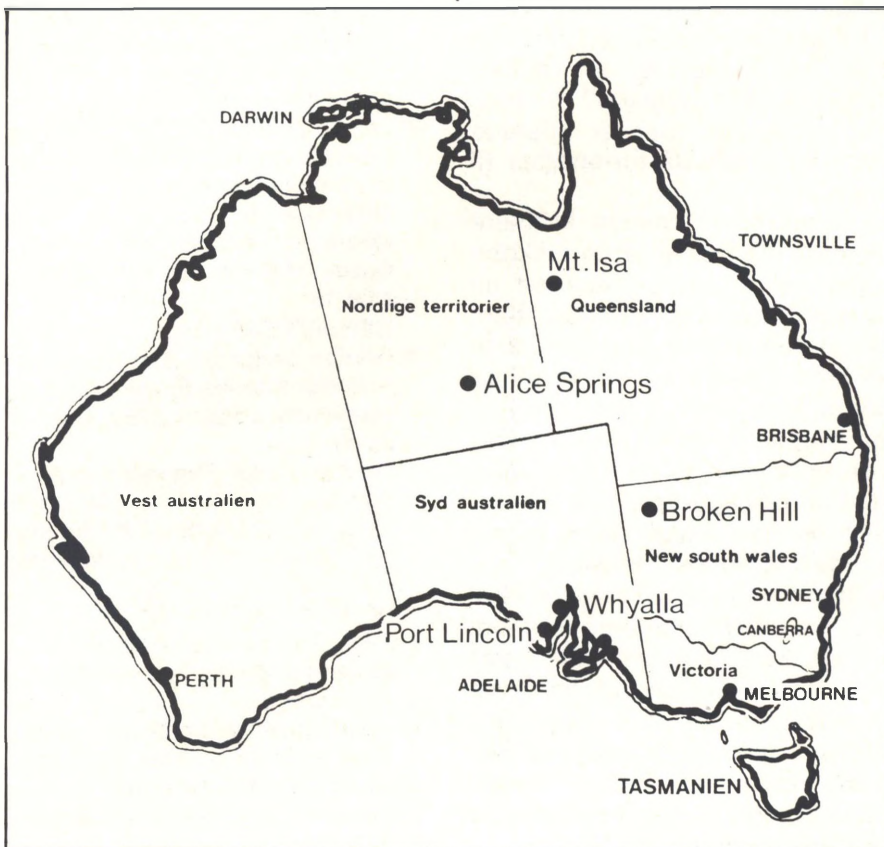 DARWIN
TOWNSVILLE
Mt.Isa
Nordlige territorier
Queensland
Alice Springs
BRISBANE
Vest australien
Syd australien
Broken Hill
New south wales
Whyalla
SYDNEY
Port Lincoln
CANBERRA
PERTH
ADELAIDE
Victoria
MELBOURNE
TASMANIEN